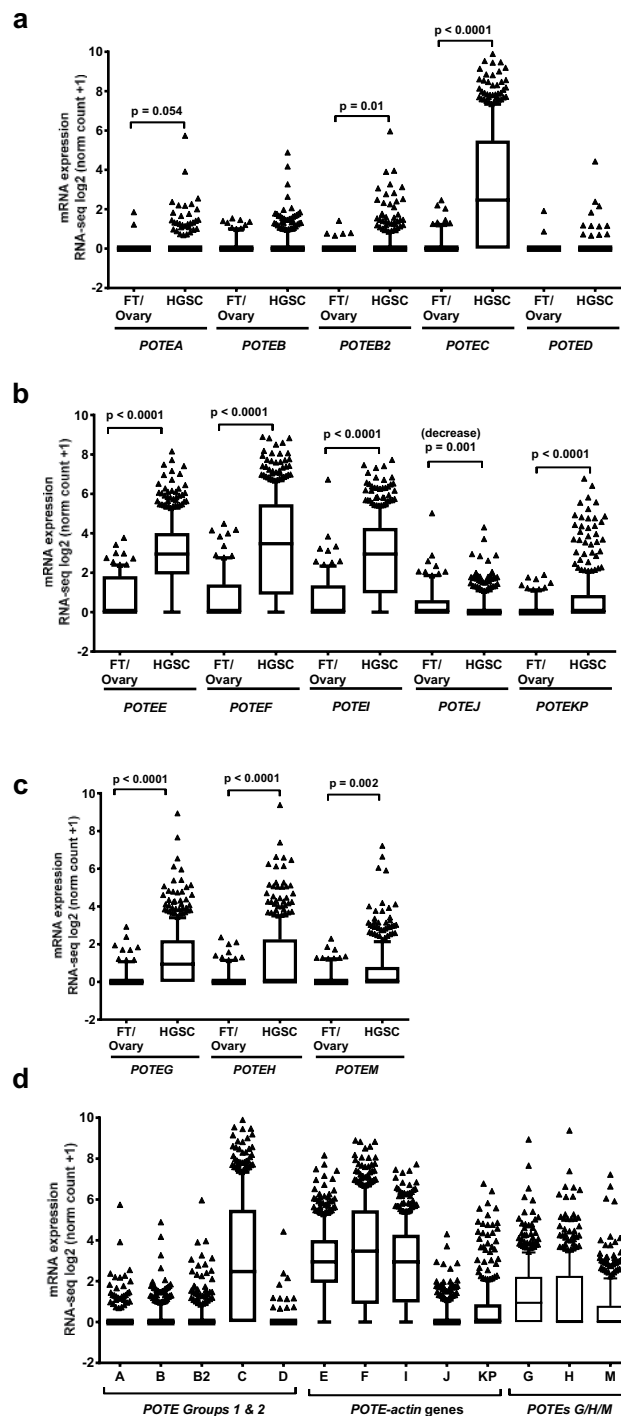 a
p < 0.0001
p = 0.054
p = 0.01
mRNA expression
RNA-seq log2 (norm count +1)
10
8
6
4
2
0
-2
FT/ Ovary HGSC FT/ Ovary HGSC FT/ Ovary HGSC FT/ Ovary HGSC FT/ Ovary HGSC
POTEA POTEB POTEB2 POTEC POTED
b
p < 0.0001 p < 0.0001 p < 0.0001 (decrease) p = 0.001 p < 0.0001
mRNA expression
RNA-seq log2 (norm count +1)
10
8
6
4
2
0
-2
FT/ Ovary HGSC FT/ Ovary HGSC FT/ Ovary HGSC FT/ Ovary HGSC FT/ Ovary HGSC
POTEE POTEF POTEI POTEJ POTEKP
c
p < 0.0001 p < 0.0001 p = 0.002
mRNA expression
RNA-seq log2 (norm count +1)
10
8
6
4
2
0
-2
FT/ Ovary HGSC FT/ Ovary HGSC FT/ Ovary HGSC
POTEG POTEH POTEM
d
mRNA expression
RNA-seq log2 (norm count +1)
10
8
6
4
2
0
-2
A B B2 C D E F I J KP G H M
POTE Groups 1 & 2 POTE-actin genes POTEs G/H/M